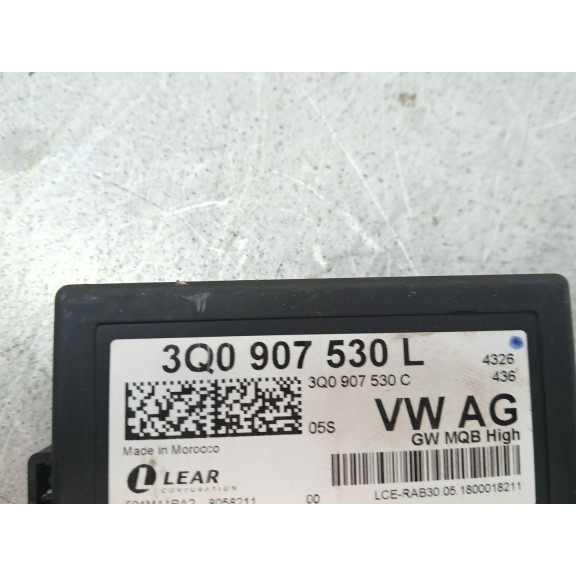 3Q0 907 530 L
4326
3Q0 907 530 C
436
05S
VW AG
GW MQB High
Made in Morocco
LEAR
CORPORATION
8058211
00
LCE-RAB30.05.1800018211